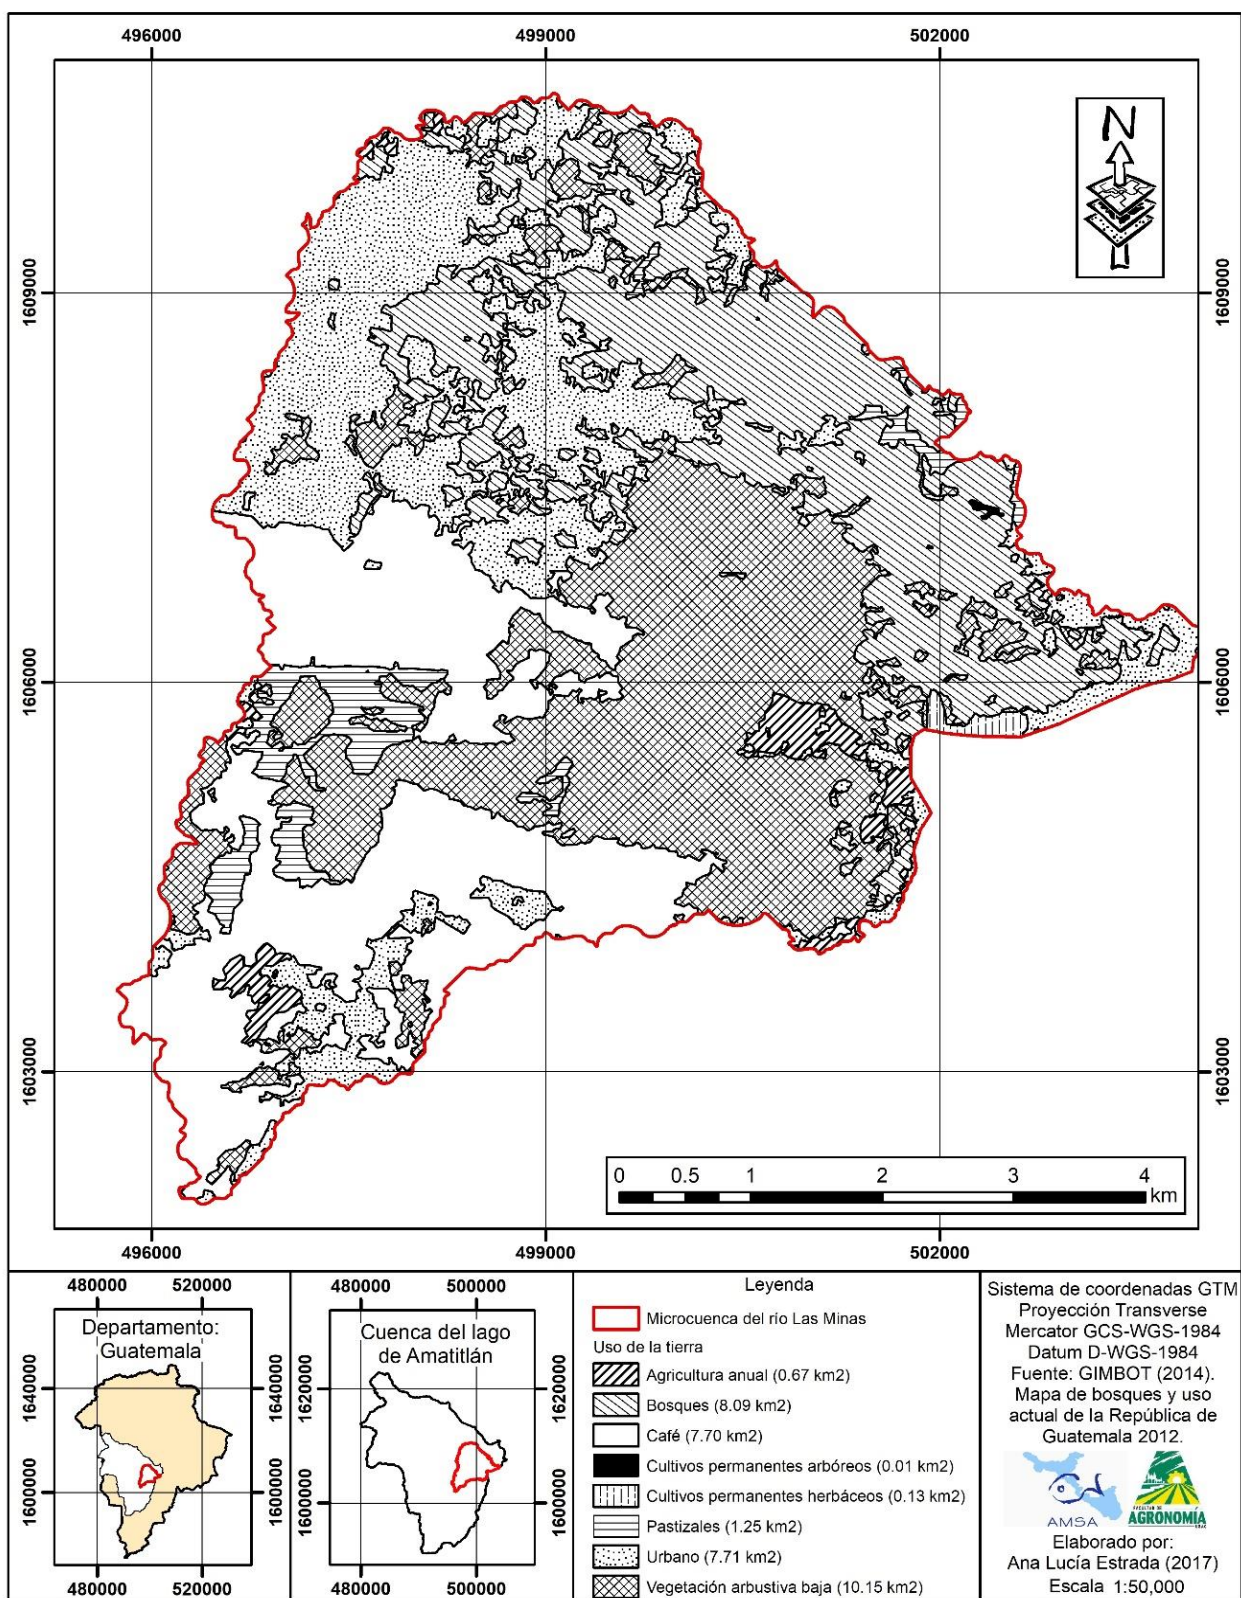 496000 499000 502000
N
1609000 1609000
1606000 1606000
1603000 1603000
0 0.5 1 2 3 4
km
496000 499000 502000
480000 520000
Departamento:
Guatemala
1640000 1640000
1600000 1600000
480000 520000
480000 500000
Cuenca del lago
de Amatitlán
1620000 1620000
1600000 1600000
480000 500000
Leyenda
Microcuenca del río Las Minas
Uso de la tierra
Agricultura anual (0.67 km2)
Bosques (8.09 km2)
Café (7.70 km2)
Cultivos permanentes arbóreos (0.01 km2)
Cultivos permanentes herbáceos (0.13 km2)
Pastizales (1.25 km2)
Urbano (7.71 km2)
Vegetación arbustiva baja (10.15 km2)
Sistema de coordenadas GTM
Proyección Transverse
Mercator GCS-WGS-1984
Datum D-WGS-1984
Fuente: GIMBOT (2014).
Mapa de bosques y uso
actual de la República de
Guatemala 2012.
AMSA
FACULTAD DE
AGRONOMÍA
Elaborado por:
Ana Lucía Estrada (2017)
Escala 1:50,000